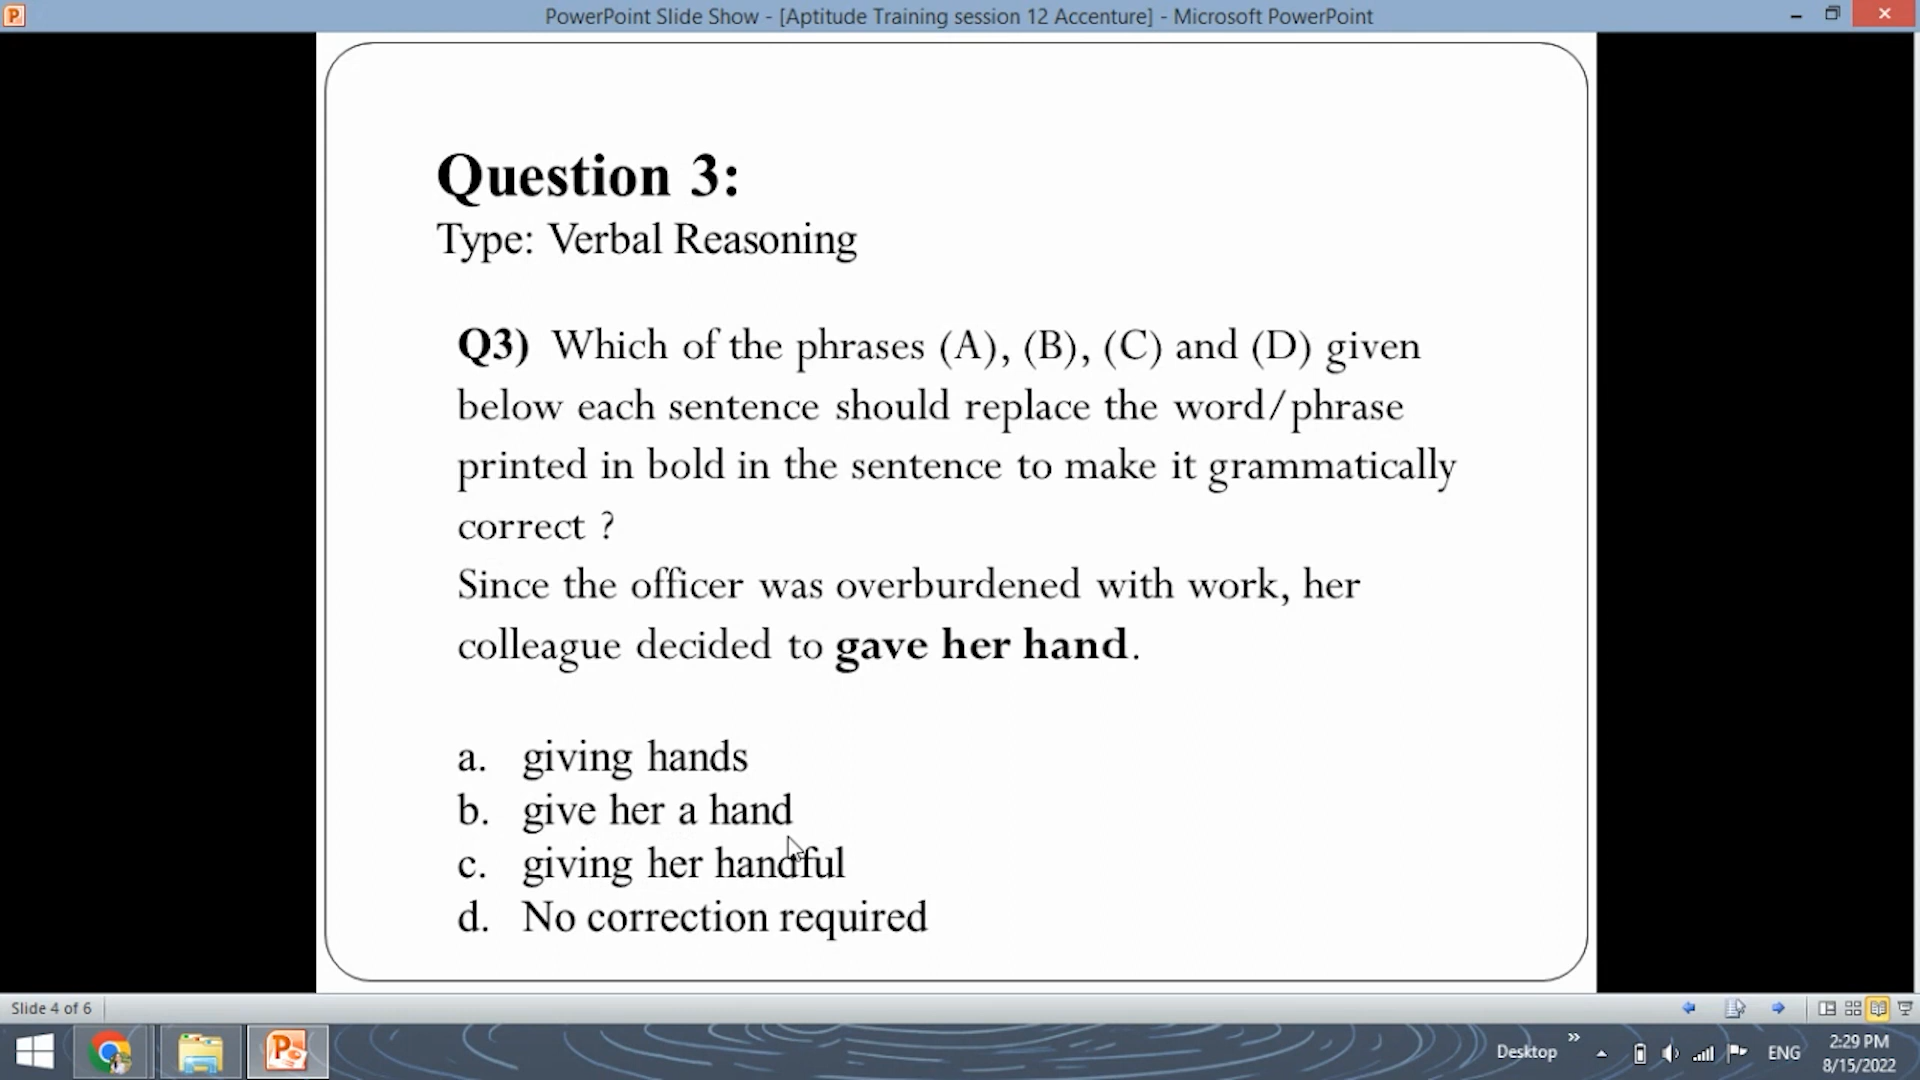 PowerPoint Slide Show - [Aptitude Training session 12 Accenture] - Microsoft PowerPoint
Question 3:
Type: Verbal Reasoning
Q3) Which of the phrases (A), (B), (C) and (D) given
below each sentence should replace the word/phrase
printed in bold in the sentence to make it grammatically
correct ?
Since the officer was overburdened with work, her
colleague decided to gave her hand.
a. giving hands
b. give her a hand
c. giving her handful
d. No correction required
Slide 4 of 6
Desktop
ENG
2:29 PM
8/15/2022